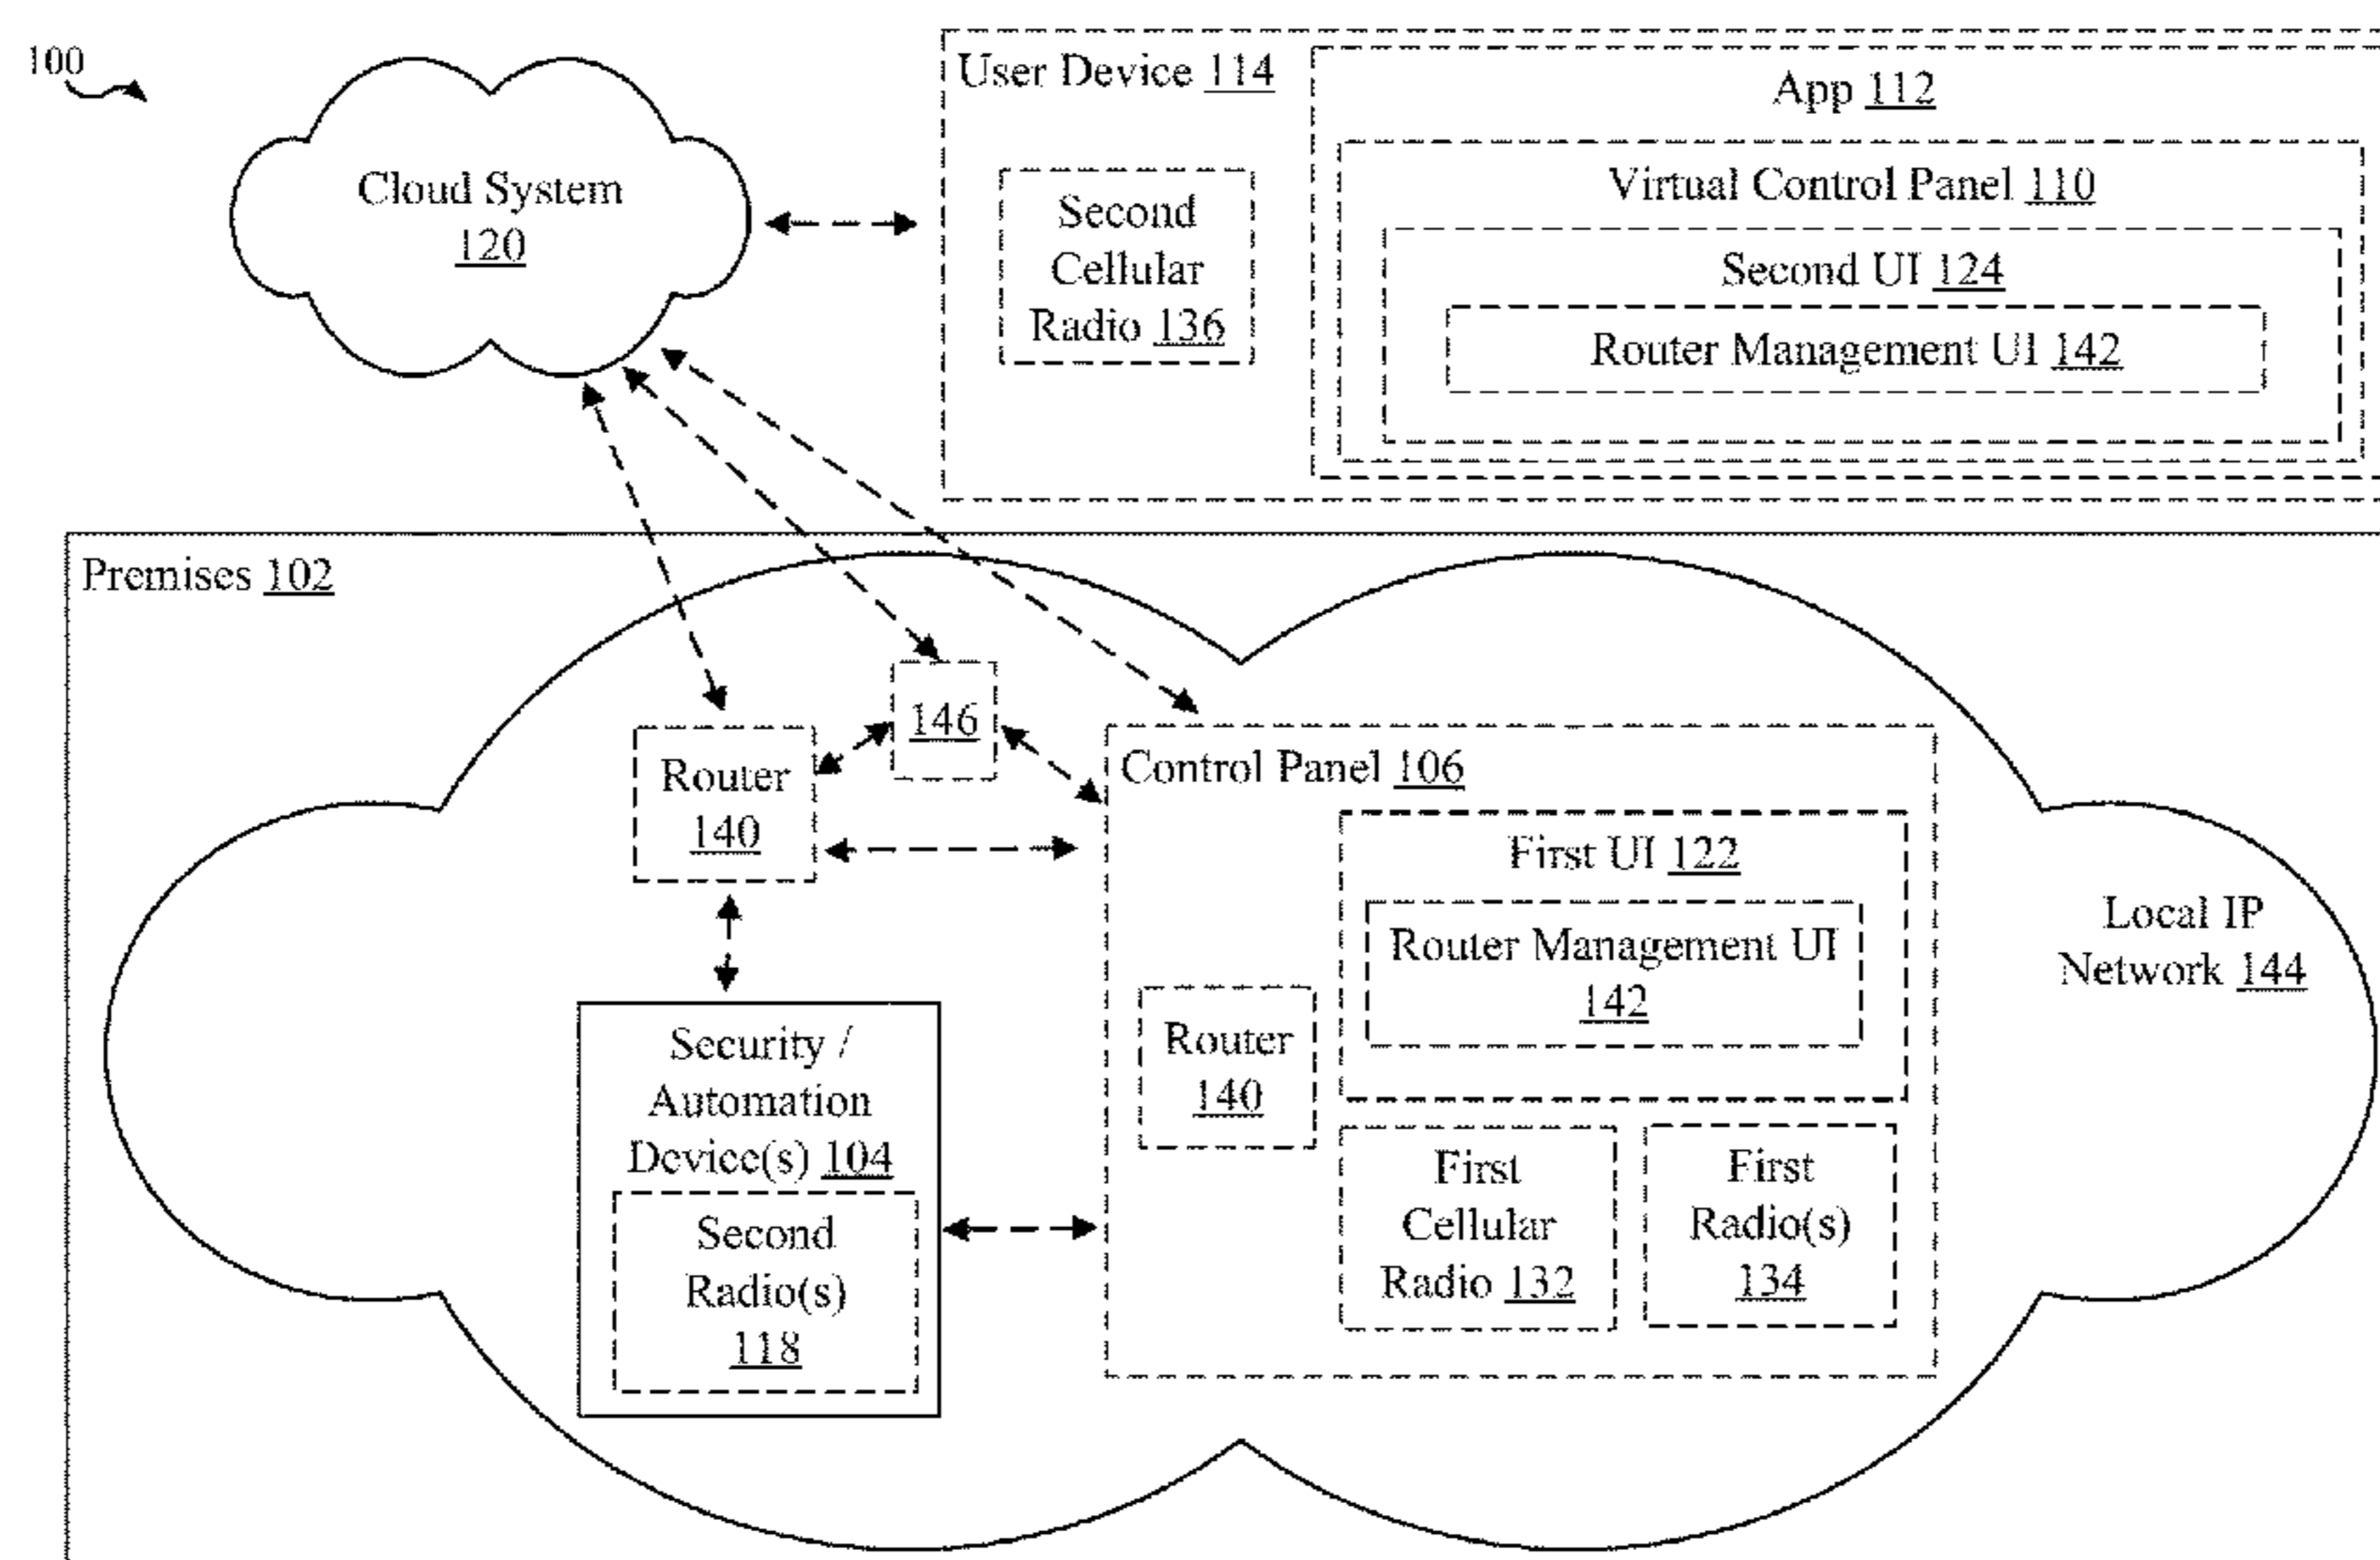 100
Cloud System
120
User Device 114
Second
Cellular
Radio 136
App 112
Virtual Control Panel 110
Second UI 124
Router Management UI 142
Premises 102
146
Router
140
Control Panel 106
First UI 122
Router Management UI
142
Router
140
First
Cellular
Radio 132
First
Radio(s)
134
Local IP
Network 144
Security /
Automation
Device(s) 104
Second
Radio(s)
118